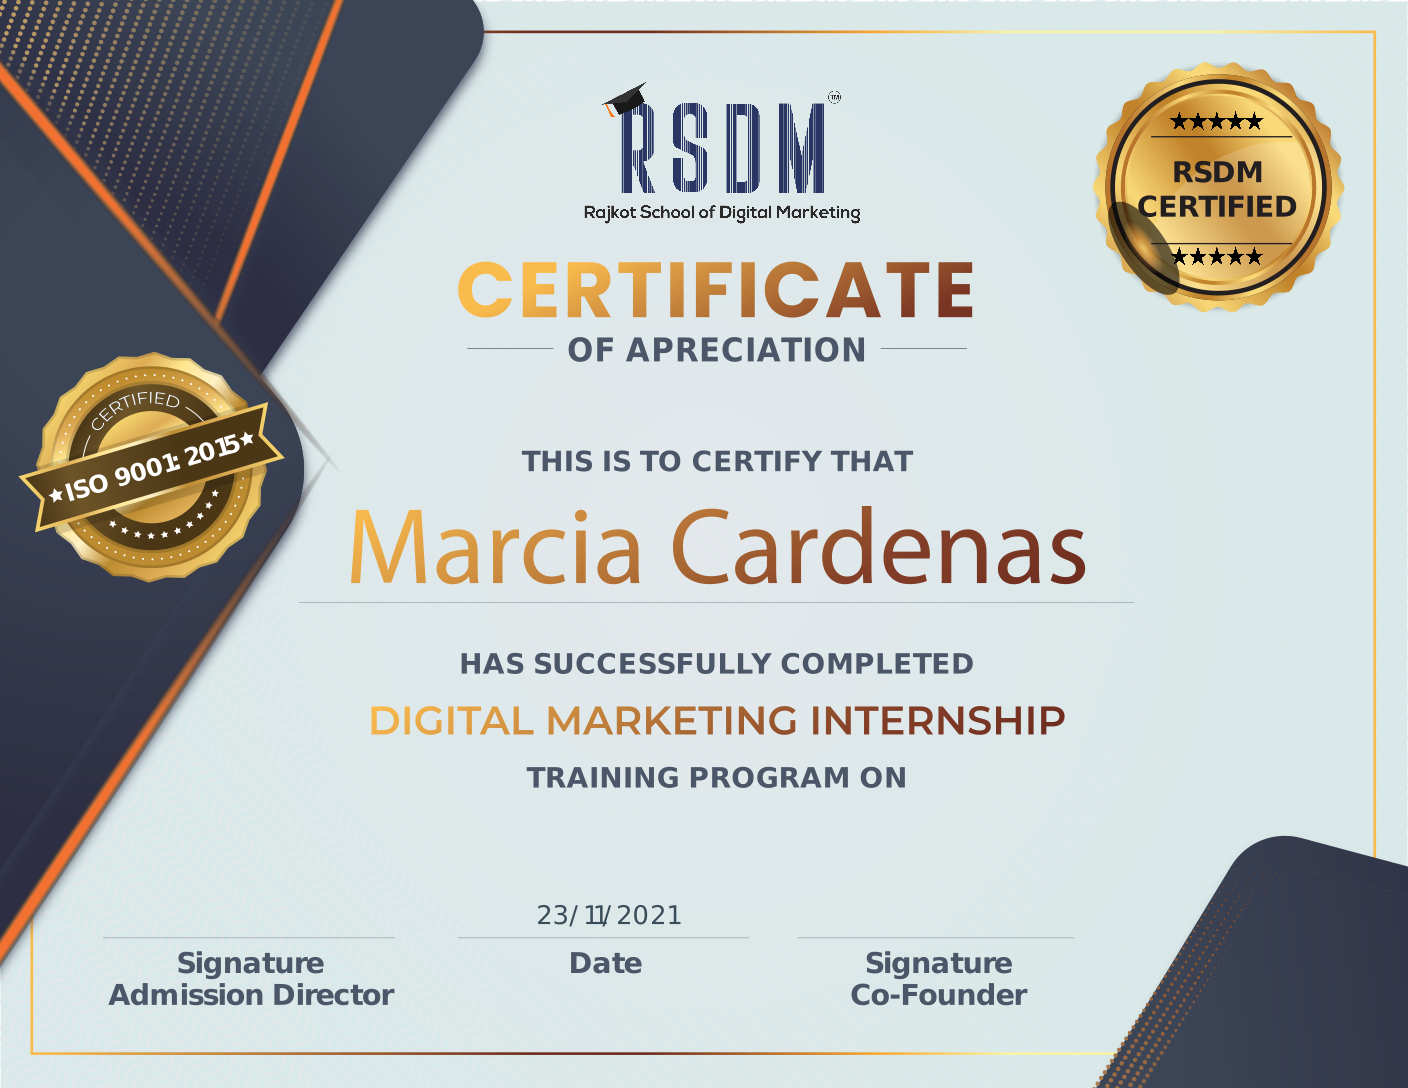 RSDM
TM
Rajkot School of Digital Marketing
RSDM
CERTIFIED
CERTIFICATE
OF APRECIATION
CERTIFIED
ISO 9001: 2015
THIS IS TO CERTIFY THAT
Marcia Cardenas
HAS SUCCESSFULLY COMPLETED
DIGITAL MARKETING INTERNSHIP
TRAINING PROGRAM ON
23/11/2021
Signature
Admission Director
Date
Signature
Co-Founder